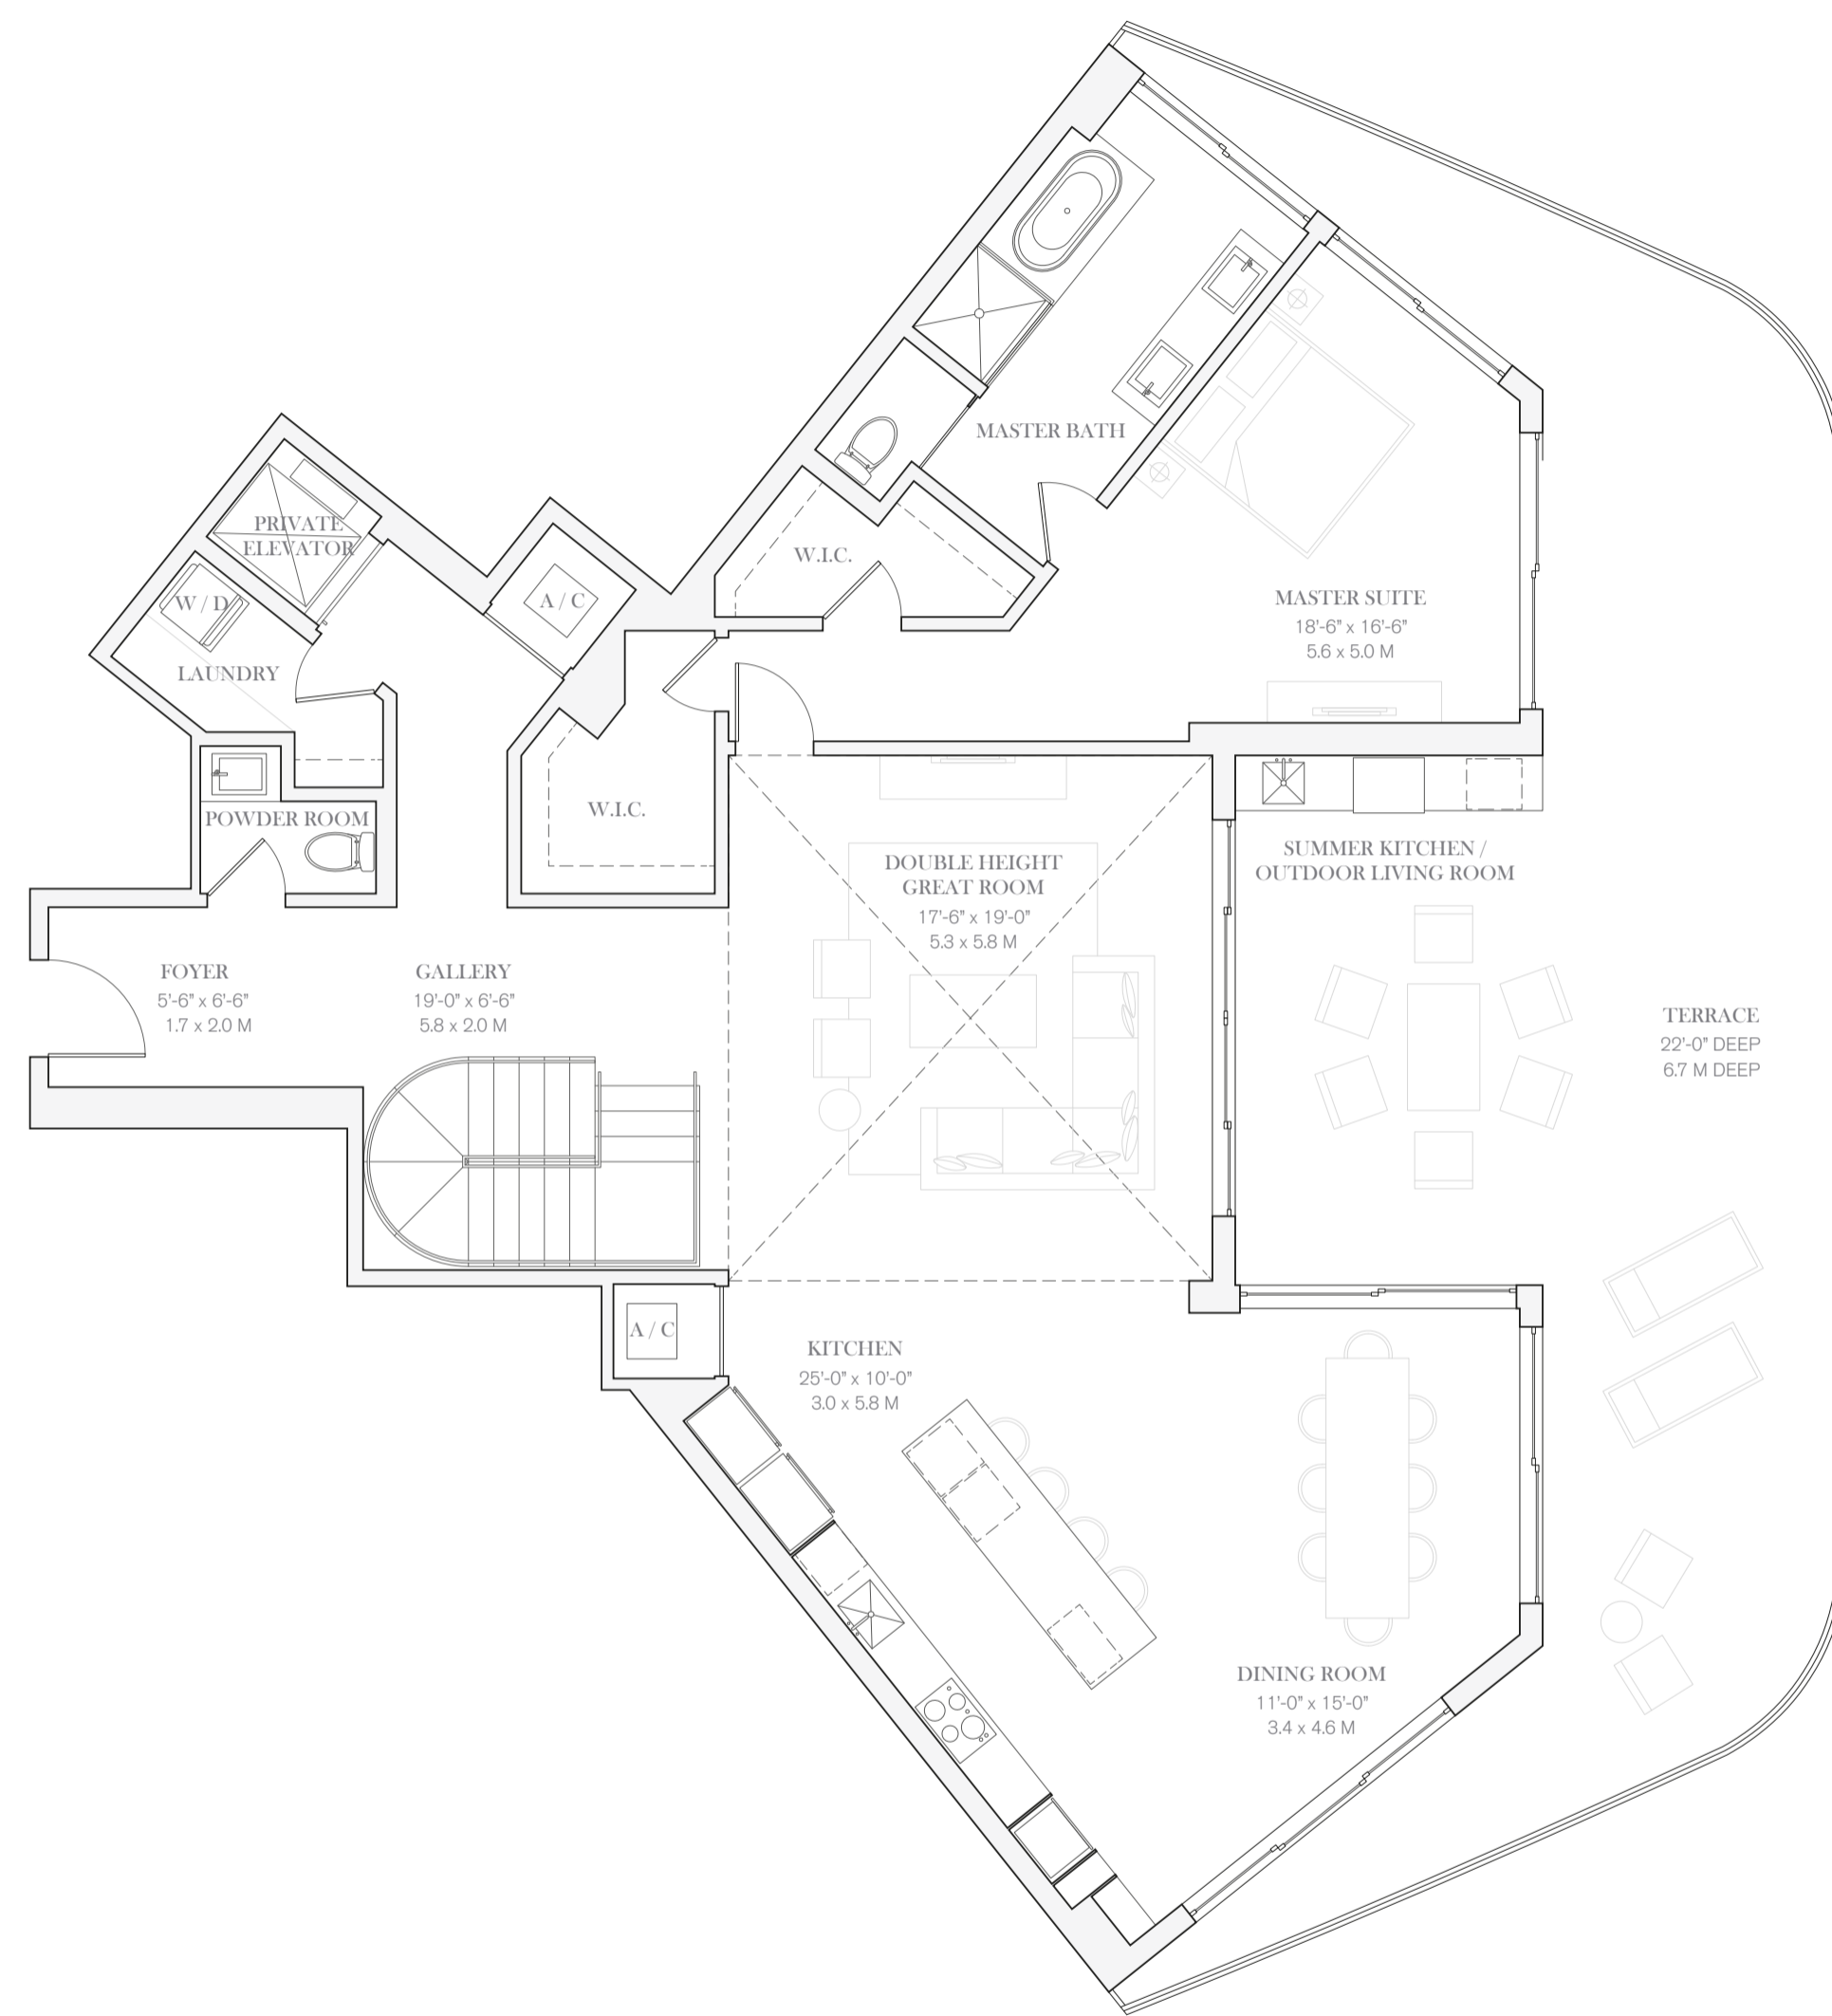 MASTER BATH
PRIVATE
ELEVATOR
W.I.C.
A / C
W / D
MASTER SUITE
18'-6" x 16'-6"
5.6 x 5.0 M
LAUNDRY
W.I.C.
POWDER ROOM
DOUBLE HEIGHT
GREAT ROOM
17'-6" x 19'-0"
5.3 x 5.8 M
SUMMER KITCHEN /
OUTDOOR LIVING ROOM
FOYER
5'-6" x 6'-6"
1.7 x 2.0 M
GALLERY
19'-0" x 6'-6"
5.8 x 2.0 M
TERRACE
22'-0" DEEP
6.7 M DEEP
A / C
KITCHEN
25'-0" x 10'-0"
3.0 x 5.8 M
DINING ROOM
11'-0" x 15'-0"
3.4 x 4.6 M